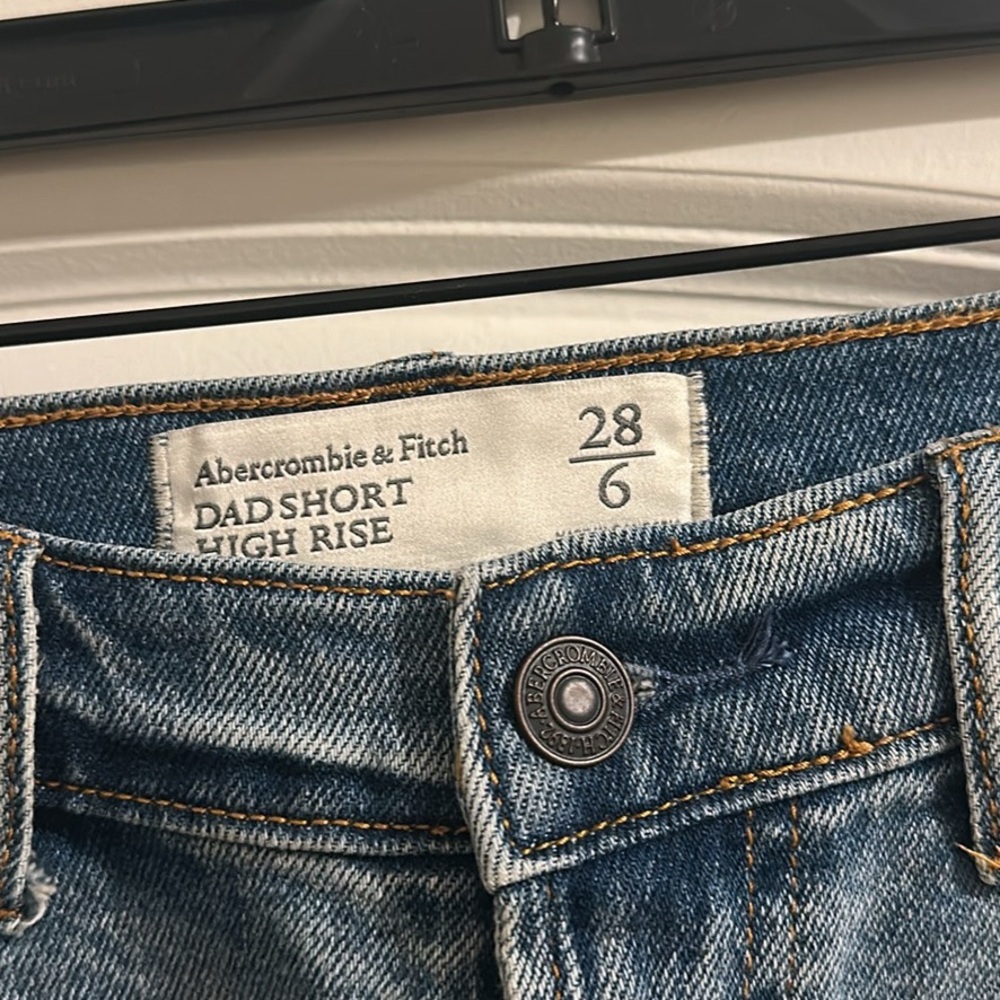 Abercrombie & Fitch
DAD SHORT
HIGH RISE
28
6
ABERCROMBIE & FITCH